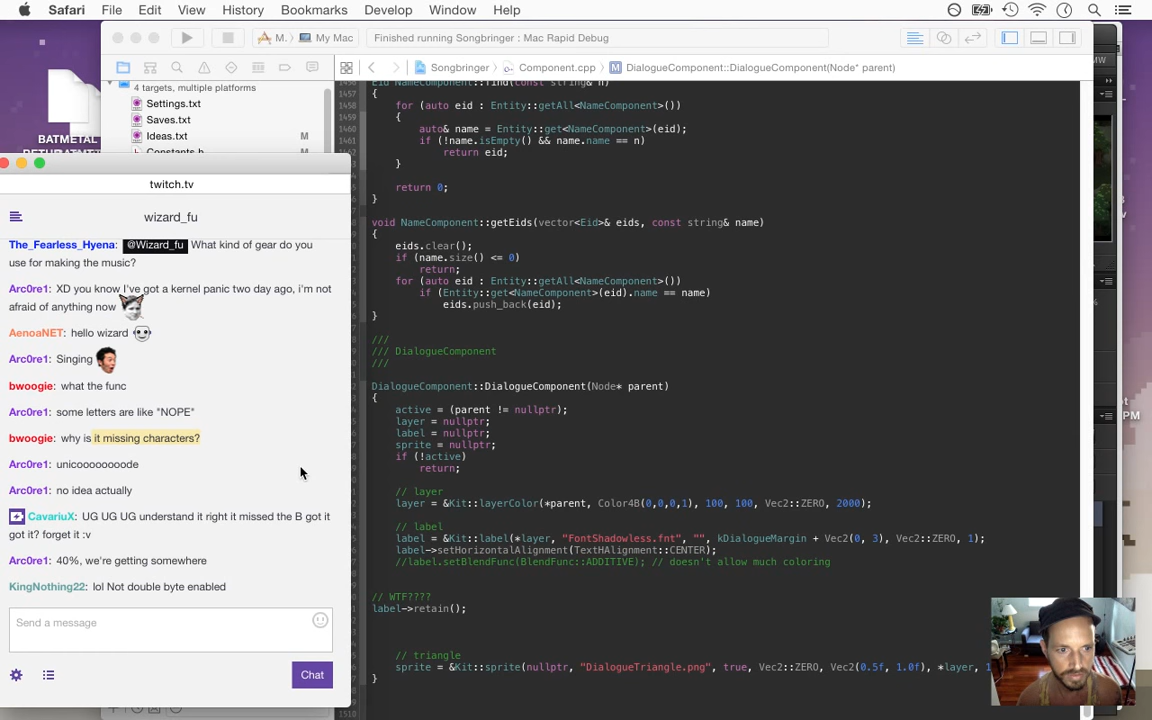 Safari File Edit View History Bookmarks Develop Window Help
M. My Mac Finished running Songbringer : Mac Rapid Debug
Songbringer Component.cpp DialogueComponent::DialogueComponent(Node* parent)
4 targets, multiple platforms
Settings.txt
Saves.txt
Ideas.txt M
BATMETAL
twitch.tv
wizard_fu
The_Fearless_Hyena: @Wizard_fu What kind of gear do you
use for making the music?
Arc0re1: XD you know I've got a kernel panic two day ago, i'm not
afraid of anything now
AenoaNET: hello wizard
Arc0re1: Singing
bwoogie: what the func
Arc0re1: some letters are like "NOPE"
bwoogie: why is it missing characters?
Arc0re1: unicooooooooode
Arc0re1: no idea actually
CavariuX: UG UG UG understand it right it missed the B got it
got it? forget it :v
Arc0re1: 40%, we're getting somewhere
KingNothing22: lol Not double byte enabled
Send a message
Chat
1457 {
1458 for (auto eid : Entity::getAll<NameComponent>())
1459 {
1460 auto& name = Entity::get<NameComponent>(eid);
1461 if (!name.isEmpty() && name.name == n)
return eid;
}
return 0;
}
void NameComponent::getEids(vector<Eid>& eids, const string& name)
{
eids.clear();
if (name.size() <= 0)
return;
for (auto eid : Entity::getAll<NameComponent>())
if (Entity::get<NameComponent>(eid).name == name)
eids.push_back(eid);
}
///
/// DialogueComponent
///
DialogueComponent::DialogueComponent(Node* parent)
{
active = (parent != nullptr);
layer = nullptr;
label = nullptr;
sprite = nullptr;
if (!active)
return;
// layer
layer = &Kit::layerColor(*parent, Color4B(0,0,0,1), 100, 100, Vec2::ZERO, 2000);
// label
label = &Kit::label(*layer, "FontShadowless.fnt", "", kDialogueMargin + Vec2(0, 3), Vec2::ZERO, 1);
label->setHorizontalAlignment(TextHAlignment::CENTER);
//label.setBlendFunc(BlendFunc::ADDITIVE); // doesn't allow much coloring
// WTF????
label->retain();
// triangle
sprite = &Kit::sprite(nullptr, "DialogueTriangle.png", true, Vec2::ZERO, Vec2(0.5f, 1.0f), *layer, 1
}
1510
PM